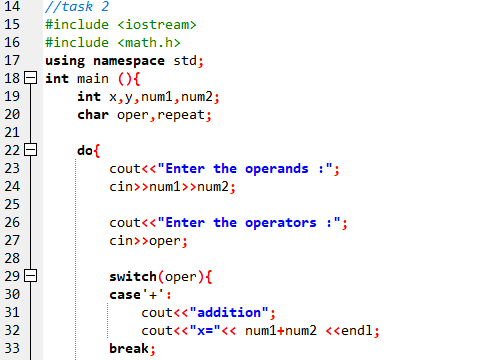 14 //task 2
15 #include <iostream>
16 #include <math.h>
17 using namespace std;
18 int main (){
19 int x,y,num1,num2;
20 char oper,repeat;
21
22 do{
23 cout<<"Enter the operands :";
24 cin>>num1>>num2;
25
26 cout<<"Enter the operators :";
27 cin>>oper;
28
29 switch(oper){
30 case'+':
31 cout<<"addition";
32 cout<<"x="<< num1+num2 <<endl;
33 break;